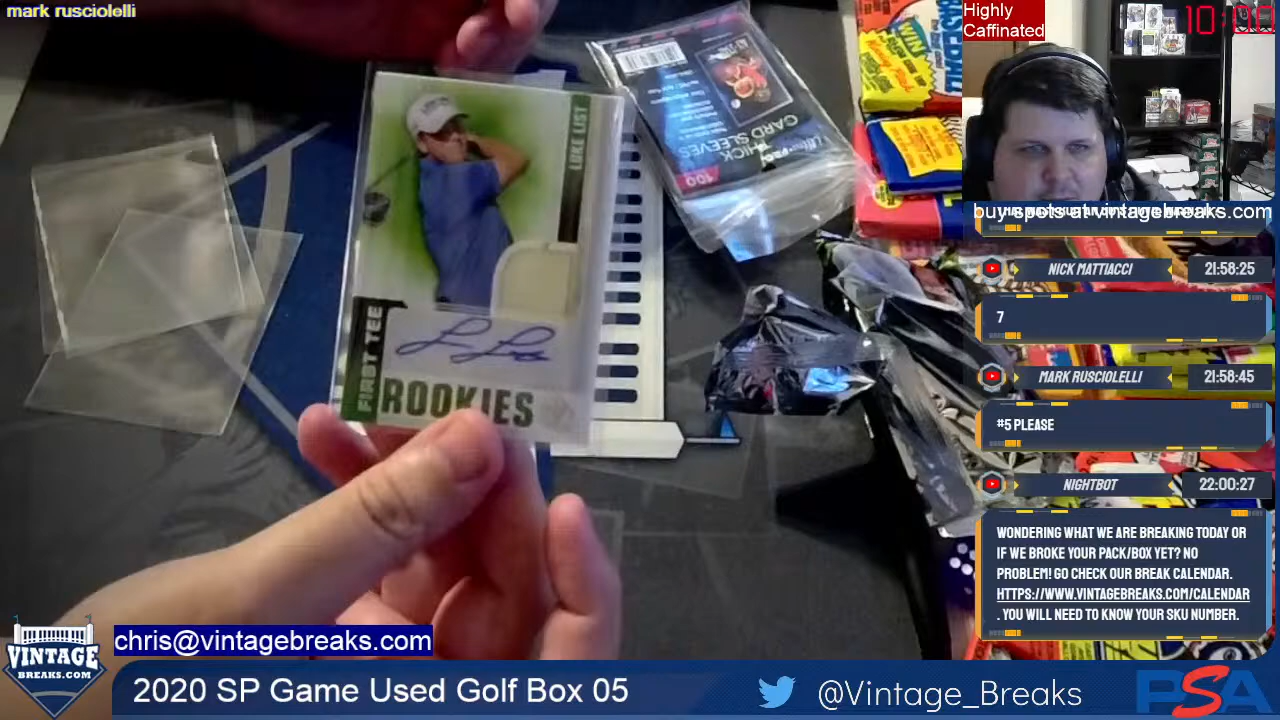 mark rusciolelli
Highly
Caffinated
10:00
LUKE LIST
FIRST TEE
ROOKIES
THICK
CARD SLEEVES
100
WIN!
buy spots at vintagebreaks.com
NICK MATTIACCI
21:58:25
7
MARK RUSCIOLELLI
21:58:45
#5 PLEASE
NIGHTBOT
22:00:27
WONDERING WHAT WE ARE BREAKING TODAY OR
IF WE BROKE YOUR PACK/BOX YET? NO
PROBLEM! GO CHECK OUR BREAK CALENDAR.
HTTPS://WWW.VINTAGEBREAKS.COM/CALENDAR
. YOU WILL NEED TO KNOW YOUR SKU NUMBER.
chris@vintagebreaks.com
VINTAGE
BREAKS.COM
2020 SP Game Used Golf Box 05
@Vintage_Breaks
PSA